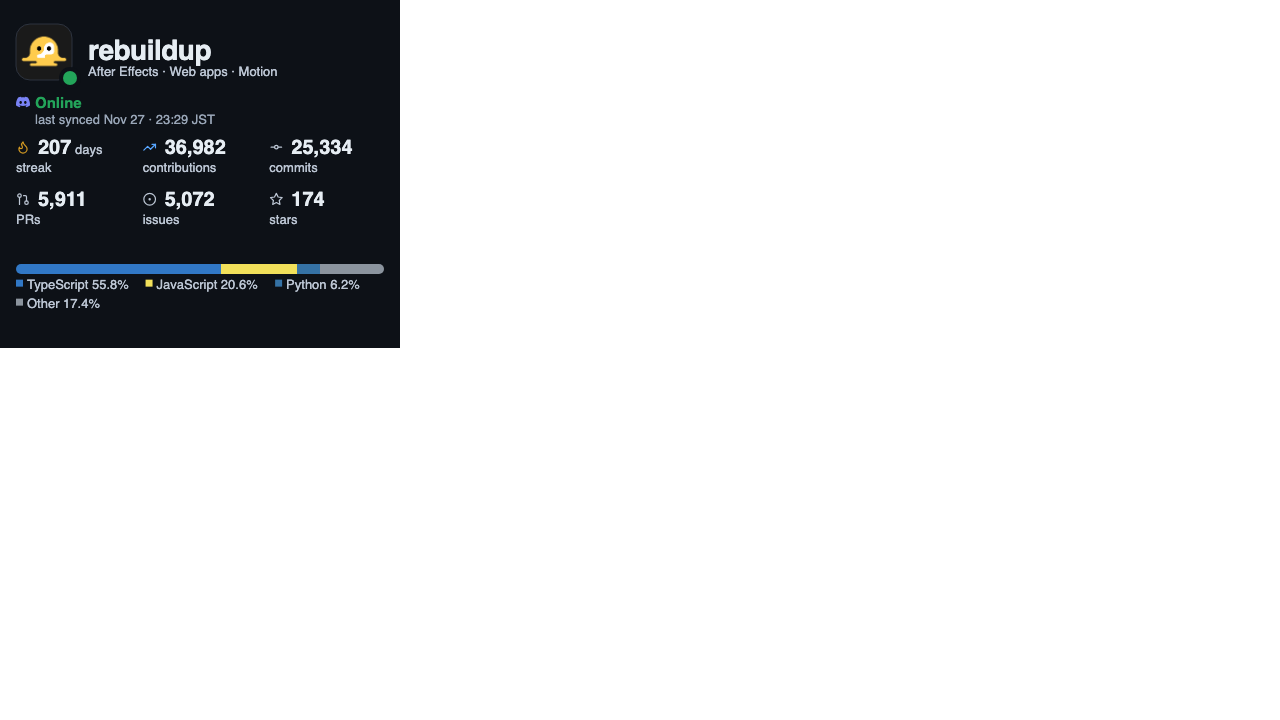 rebuildup
After Effects · Web apps · Motion
Online
last synced Nov 27 · 23:29 JST
207 days
streak
36,982
contributions
25,334
commits
5,911
PRs
5,072
issues
174
stars
TypeScript 55.8% JavaScript 20.6% Python 6.2%
Other 17.4%